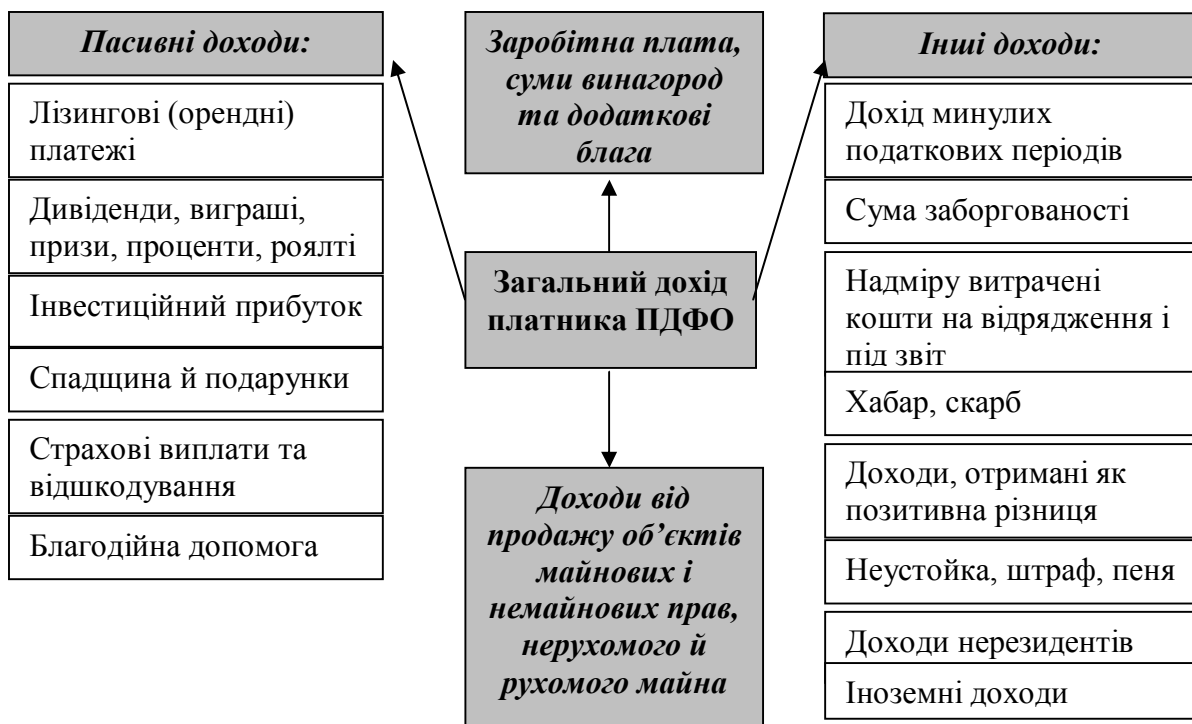 Пасивні доходи:
Лізингові (орендні)
платежі
Дивіденди, виграші,
призи, проценти, роялті
Інвестиційний прибуток
Спадщина й подарунки
Страхові виплати та
відшкодування
Благодійна допомога
Заробітна плата,
суми винагород
та додаткові
блага
Загальний дохід
платника ПДФО
Доходи від
продажу об’єктів
майнових і
немайнових прав,
нерухомого й
рухомого майна
Інші доходи:
Дохід минулих
податкових періодів
Сума заборгованості
Надміру витрачені
кошти на відрядження і
під звіт
Хабар, скарб
Доходи, отримані як
позитивна різниця
Неустойка, штраф, пеня
Доходи нерезидентів
Іноземні доходи